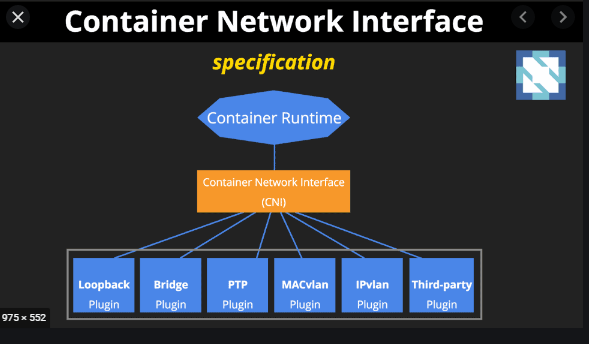 Container Network Interface
specification
Container Runtime
Container Network Interface
(CNI)
Loopback
Plugin
Bridge
Plugin
PTP
Plugin
MACvlan
Plugin
IPvlan
Plugin
Third-party
Plugin
975 × 552